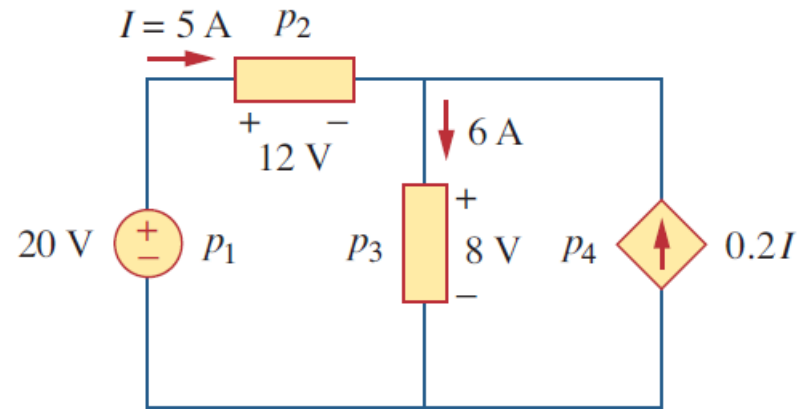 I = 5 A p2
+ −
12 V
6 A
20 V + − p1
p3 + 8 V − p4
0.2I